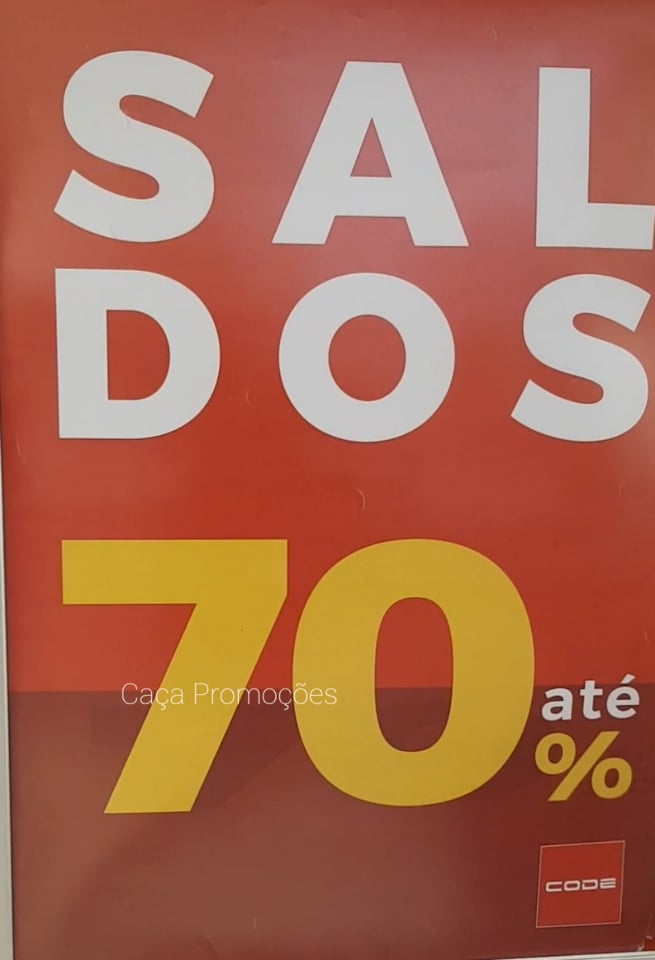 SAL
DOS
70 até
%
Caça Promoções
CODE